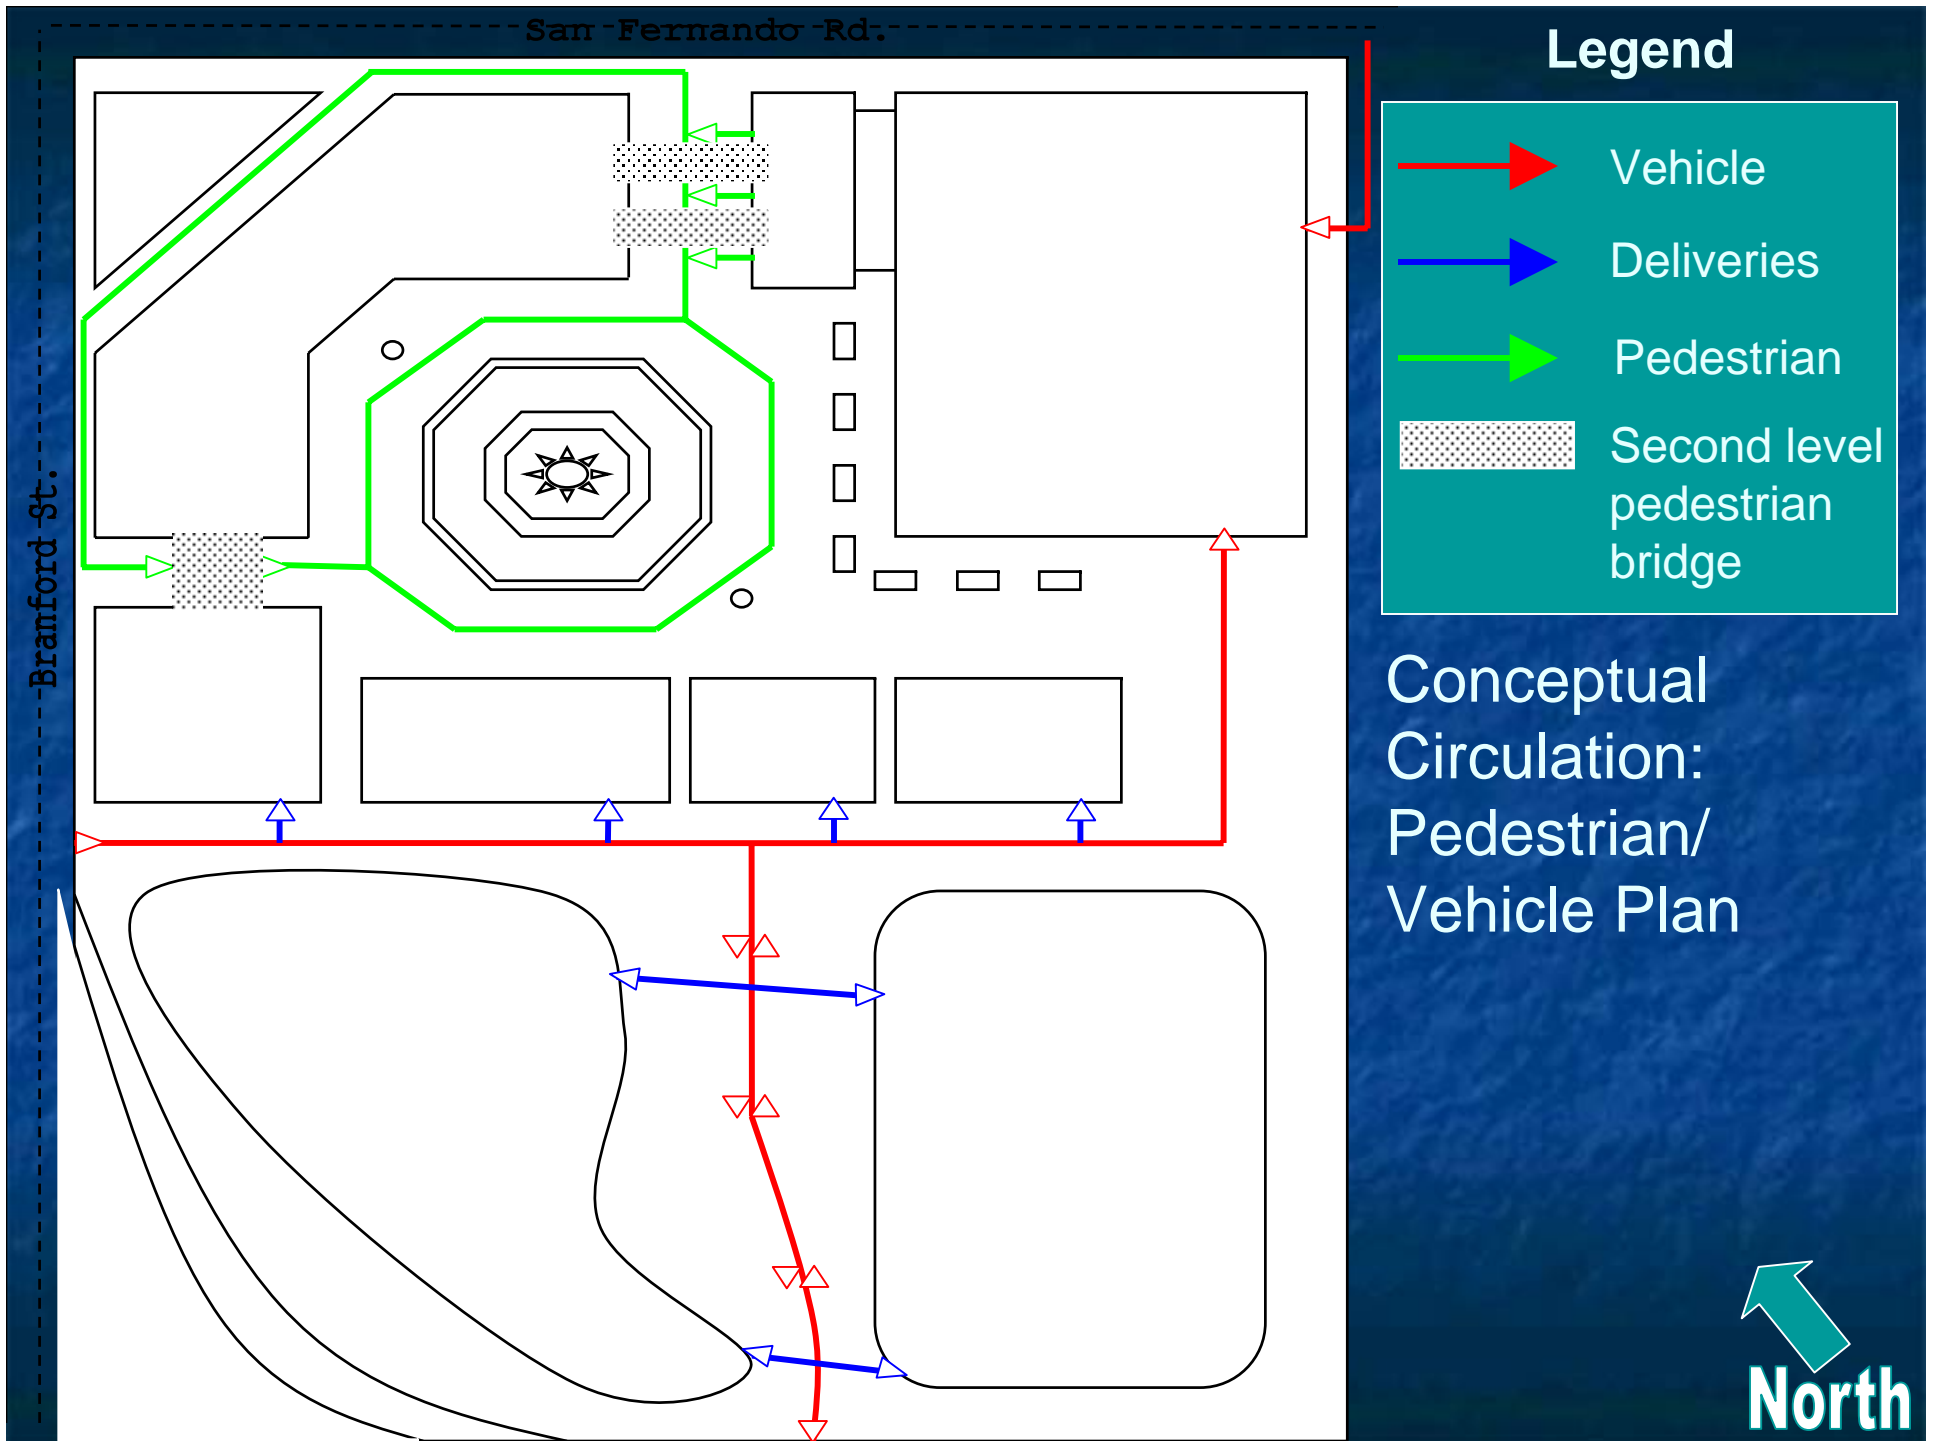 San Fernando Rd.
Branford St.
Legend
Vehicle
Deliveries
Pedestrian
Second level
pedestrian
bridge
Conceptual
Circulation:
Pedestrian/
Vehicle Plan
North